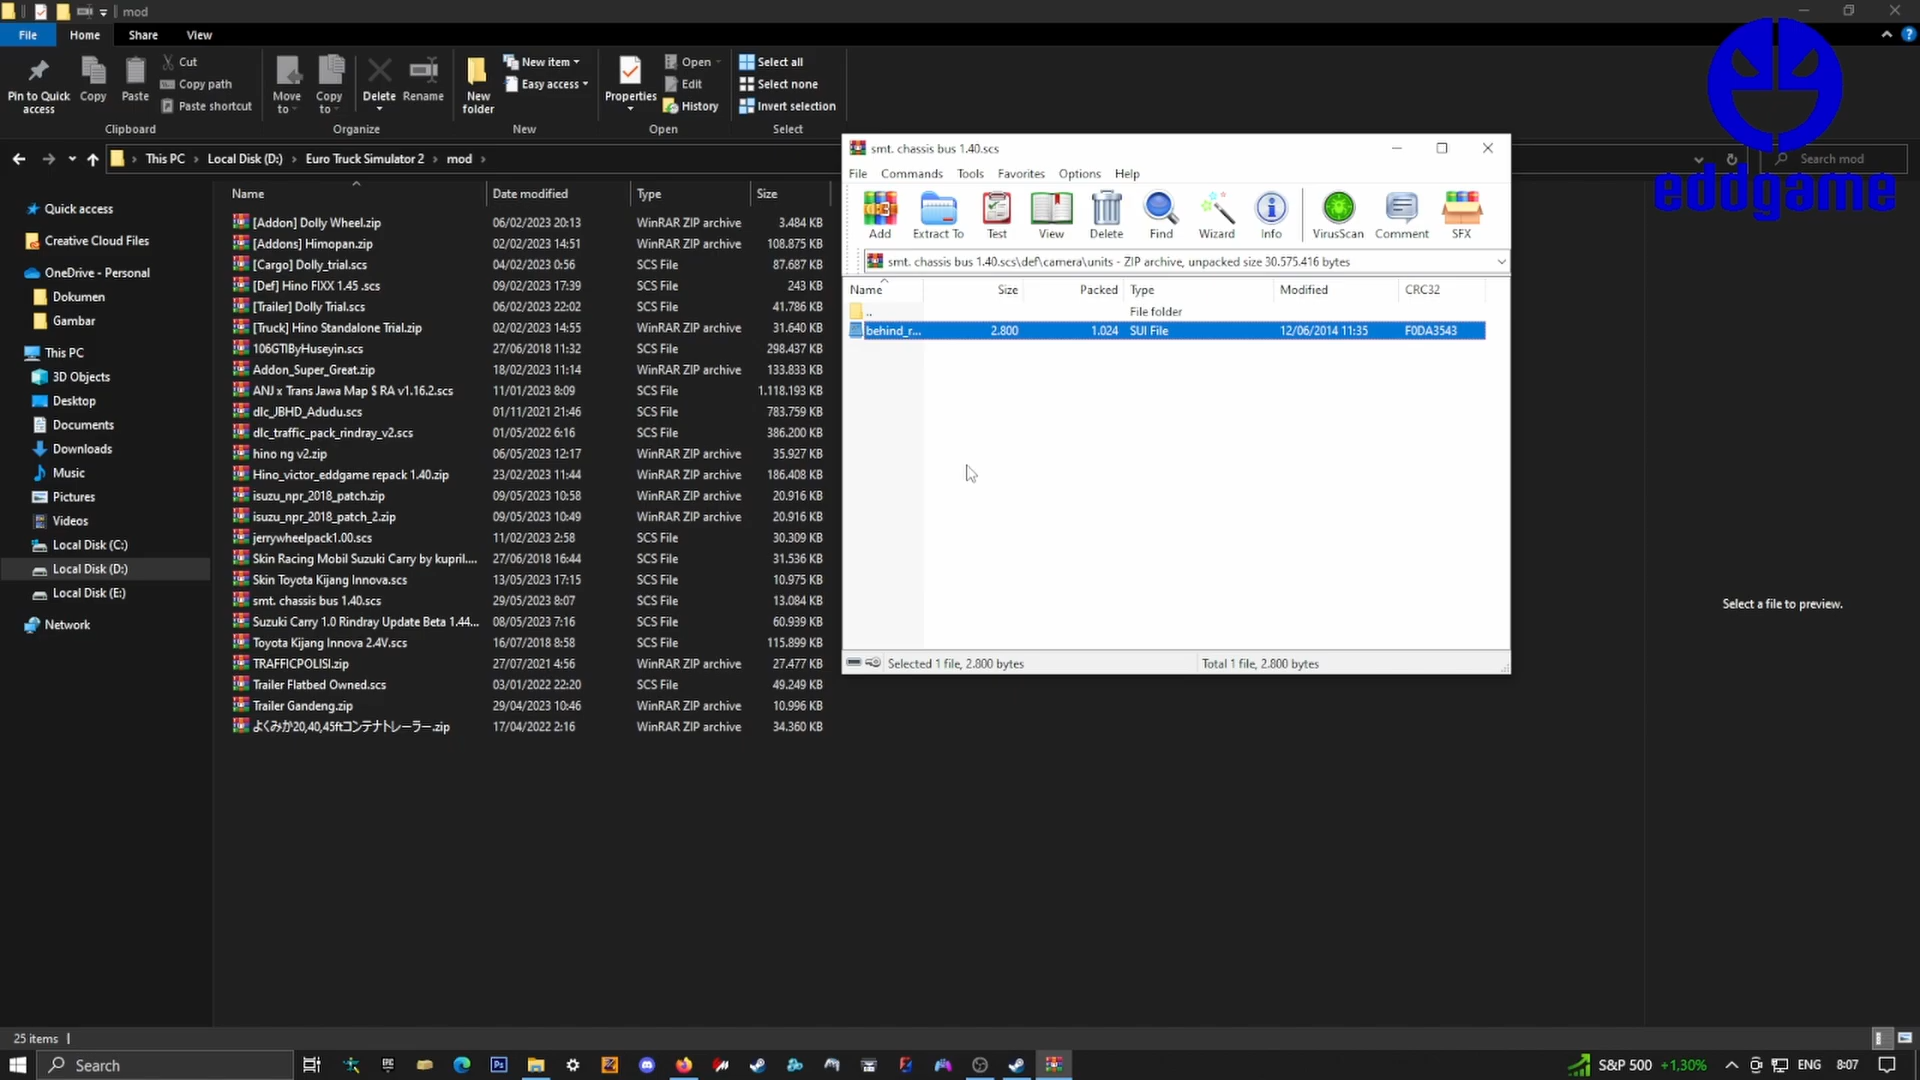 mod
File Home Share View
Pin to Quick access
Copy
Paste
Cut
Copy path
Paste shortcut
Clipboard
Move to
Copy to
Delete
Rename
Organize
New folder
New item
Easy access
New
Properties
Open
Edit
History
Open
Select all
Select none
Invert selection
Select
This PC Local Disk (D:) Euro Truck Simulator 2 mod
Search mod
eddgame
Quick access
Creative Cloud Files
OneDrive - Personal
Dokumen
Gambar
This PC
3D Objects
Desktop
Documents
Downloads
Music
Pictures
Videos
Local Disk (C:)
Local Disk (D:)
Local Disk (E:)
Network
Name Date modified Type Size
[Addon] Dolly Wheel.zip 06/02/2023 20:13 WinRAR ZIP archive 3.484 KB
[Addons] Himopan.zip 02/02/2023 14:51 WinRAR ZIP archive 108.875 KB
[Cargo] Dolly_trial.scs 04/02/2023 0:56 SCS File 87.687 KB
[Def] Hino FIXX 1.45 .scs 09/02/2023 17:39 SCS File 243 KB
[Trailer] Dolly Trial.scs 06/02/2023 22:02 SCS File 41.786 KB
[Truck] Hino Standalone Trial.zip 02/02/2023 14:55 WinRAR ZIP archive 31.640 KB
106GTIByHuseyin.scs 27/06/2018 11:32 SCS File 298.437 KB
Addon_Super_Great.zip 18/02/2023 11:14 WinRAR ZIP archive 133.833 KB
ANJ x Trans Jawa Map $ RA v1.16.2.scs 11/01/2023 8:09 SCS File 1.118.193 KB
dlc_JBHD_Adudu.scs 01/11/2021 21:46 SCS File 783.759 KB
dlc_traffic_pack_rindray_v2.scs 01/05/2022 6:16 SCS File 386.200 KB
hino ng v2.zip 06/05/2023 12:17 WinRAR ZIP archive 35.927 KB
Hino_victor_eddgame repack 1.40.zip 23/02/2023 11:44 WinRAR ZIP archive 186.408 KB
isuzu_npr_2018_patch.zip 09/05/2023 10:58 WinRAR ZIP archive 20.916 KB
isuzu_npr_2018_patch_2.zip 09/05/2023 10:49 WinRAR ZIP archive 20.916 KB
jerrywheelpack1.00.scs 11/02/2023 2:58 SCS File 30.309 KB
Skin Racing Mobil Suzuki Carry by kupril.... 27/06/2018 16:44 SCS File 31.536 KB
Skin Toyota Kijang Innova.scs 13/05/2023 17:15 SCS File 10.975 KB
smt. chassis bus 1.40.scs 29/05/2023 8:07 SCS File 13.084 KB
Suzuki Carry 1.0 Rindray Update Beta 1.44... 08/05/2023 7:16 SCS File 60.939 KB
Toyota Kijang Innova 2.4V.scs 16/07/2018 8:58 SCS File 115.899 KB
TRAFFICPOLISI.zip 27/07/2021 4:56 WinRAR ZIP archive 27.477 KB
Trailer Flatbed Owned.scs 03/01/2022 22:20 SCS File 49.249 KB
Trailer Gandeng.zip 29/04/2023 10:46 WinRAR ZIP archive 10.996 KB
よくみか20,40,45ftコンテナトレーラー.zip 17/04/2022 2:16 WinRAR ZIP archive 34.360 KB
smt. chassis bus 1.40.scs
File Commands Tools Favorites Options Help
Add Extract To Test View Delete Find Wizard Info VirusScan Comment SFX
smt. chassis bus 1.40.scs\def\camera\units - ZIP archive, unpacked size 30.575.416 bytes
Name Size Packed Type Modified CRC32
.. File folder
behind_r... 2.800 1.024 SUI File 12/06/2014 11:35 F0DA3543
Selected 1 file, 2.800 bytes Total 1 file, 2.800 bytes
Select a file to preview.
25 items
Search
S&P 500 +1,30% ENG 8:07